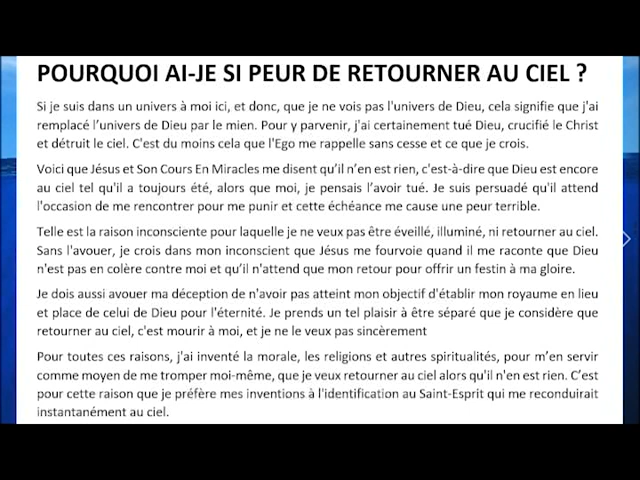 POURQUOI AI-JE SI PEUR DE RETOURNER AU CIEL ?
Si je suis dans un univers à moi ici, et donc, que je ne vois pas l'univers de Dieu, cela signifie que j'ai
remplacé l'univers de Dieu par le mien. Pour y parvenir, j'ai certainement tué Dieu, crucifié le Christ
et détruit le ciel. C'est du moins cela que l'Ego me rappelle sans cesse et ce que je crois.
Voici que Jésus et Son Cours En Miracles me disent qu'il n'en est rien, c'est-à-dire que Dieu est encore
au ciel tel qu'il a toujours été, alors que moi, je pensais l'avoir tué. Je suis persuadé qu'il attend
l'occasion de me rencontrer pour me punir et cette échéance me cause une peur terrible.
Telle est la raison inconsciente pour laquelle je ne veux pas être éveillé, illuminé, ni retourner au ciel.
Sans l'avouer, je crois dans mon inconscient que Jésus me fourvoie quand il me raconte que Dieu
n'est pas en colère contre moi et qu'il n'attend que mon retour pour offrir un festin à ma gloire.
Je dois aussi avouer ma déception de n'avoir pas atteint mon objectif d'établir mon royaume en lieu
et place de celui de Dieu pour l'éternité. Je prends un tel plaisir à être séparé que je considère que
retourner au ciel, c'est mourir à moi, et je ne le veux pas sincèrement
Pour toutes ces raisons, j'ai inventé la morale, les religions et autres spiritualités, pour m'en servir
comme moyen de me tromper moi-même, que je veux retourner au ciel alors qu'il n'en est rien. C'est
pour cette raison que je préfère mes inventions à l'identification au Saint-Esprit qui me reconduirait
instantanément au ciel.